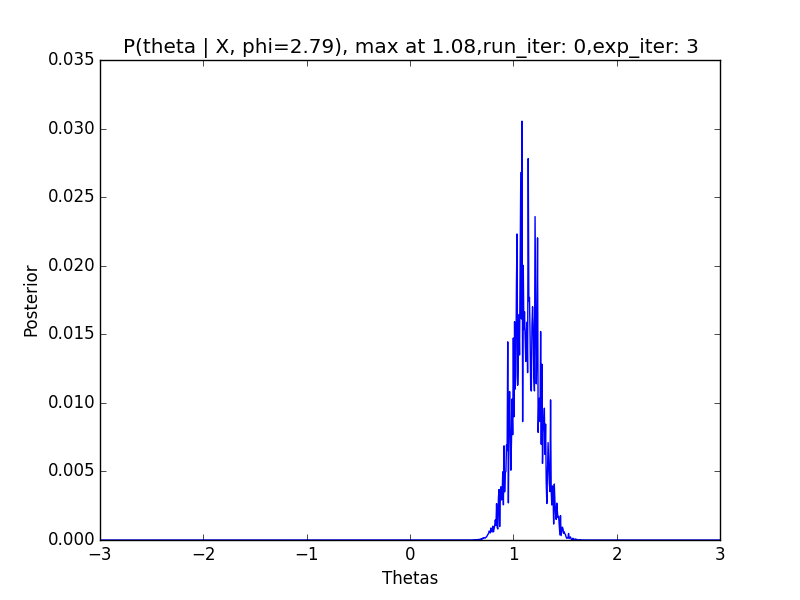 P(theta | X, phi=2.79), max at 1.08,run_iter: 0,exp_iter: 3
0.035
0.030
0.025
0.020
0.015
0.010
0.005
0.000
Posterior
−3 −2 −1 0 1 2 3
Thetas